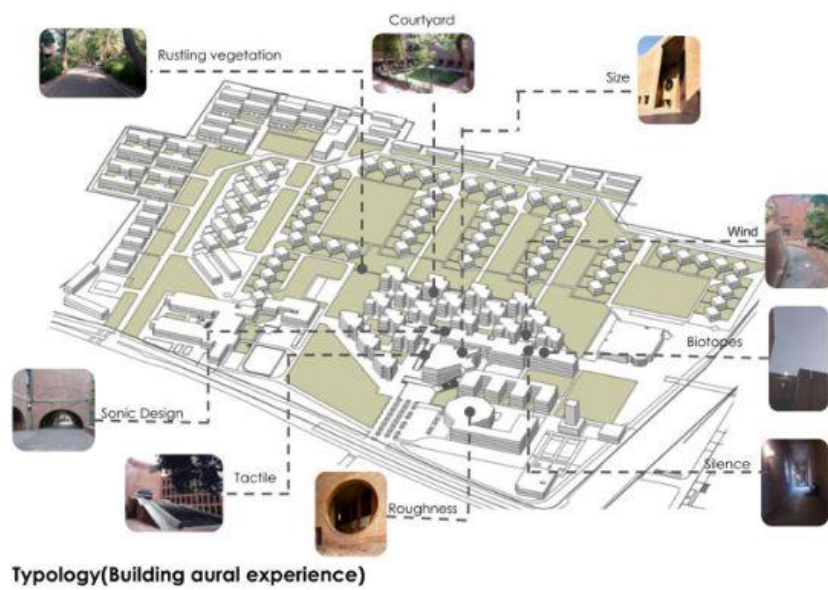 Courtyard
Rustling vegetation
Size
Wind
Biotopes
Sonic Design
Tactile
Silence
Roughness
Typology(Building aural experience)